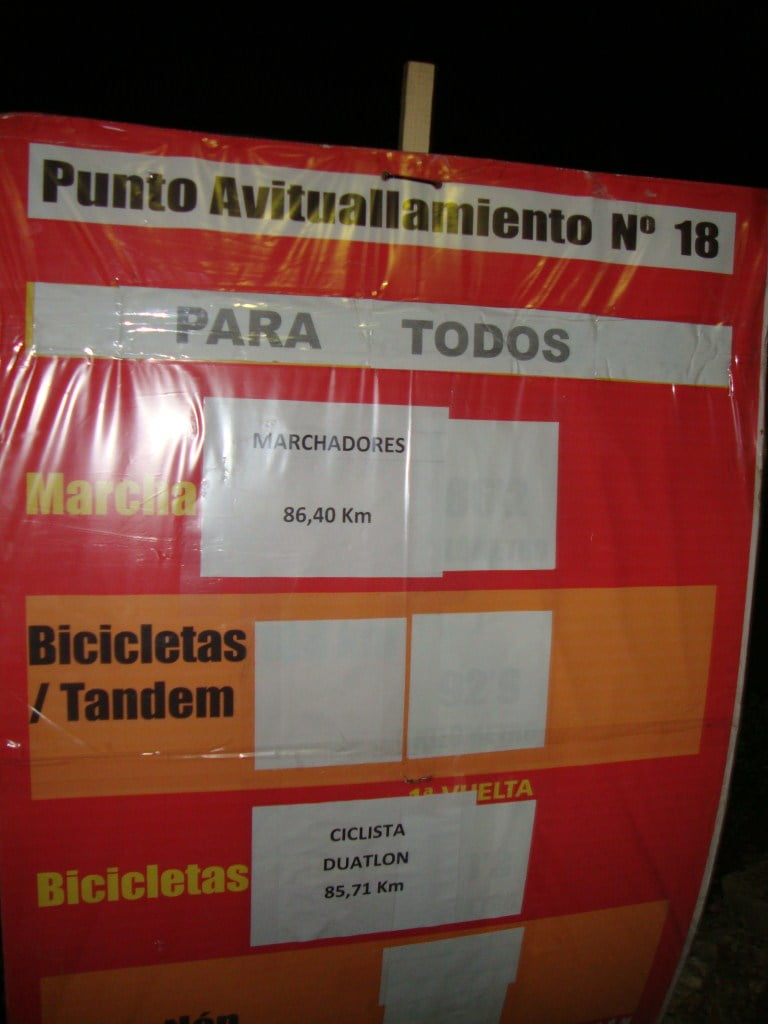 Punto Avituallamiento Nº 18
PARA TODOS
MARCHADORES
Marcha
86,40 Km
Bicicletas
/ Tandem
1ª VUELTA
CICLISTA
DUATLON
Bicicletas
85,71 Km